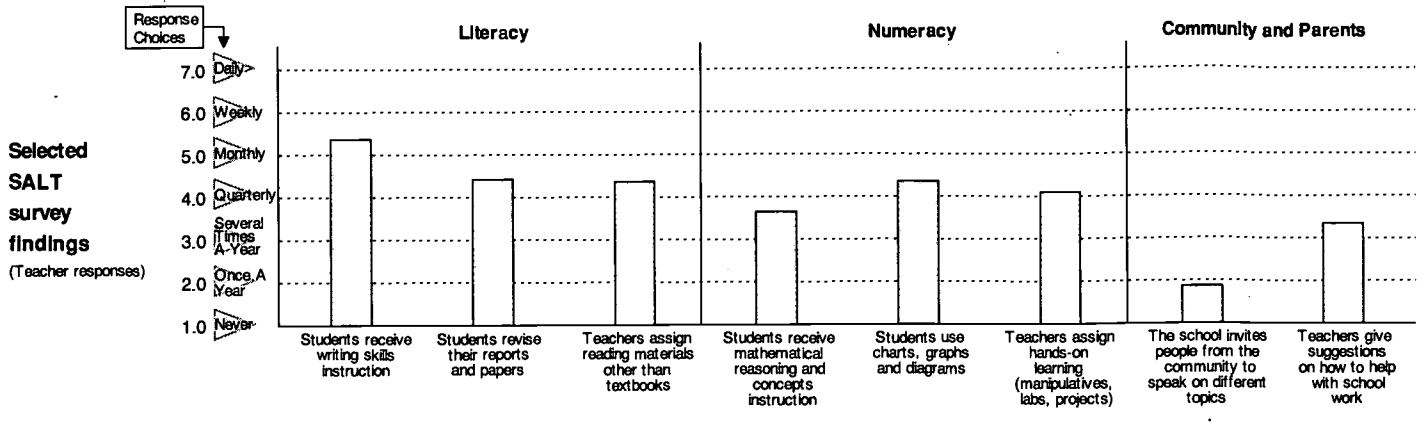 Response
Choices
Literacy
Numeracy
Community and Parents
Selected
SALT
survey
findings
(Teacher responses)
7.0 Daily
6.0 Weekly
5.0 Monthly
4.0 Quarterly
3.0 Several
Times
A-Year
2.0 Once A
Year
1.0 Never
Students receive
writing skills
instruction
Students revise
their reports
and papers
Teachers assign
reading materials
other than
textbooks
Students receive
mathematical
reasoning and
concepts
instruction
Students use
charts, graphs
and diagrams
Teachers assign
hands-on
learning
(manipulatives,
labs, projects)
The school invites
people from the
community to
speak on different
topics
Teachers give
suggestions
on how to help
with school
work